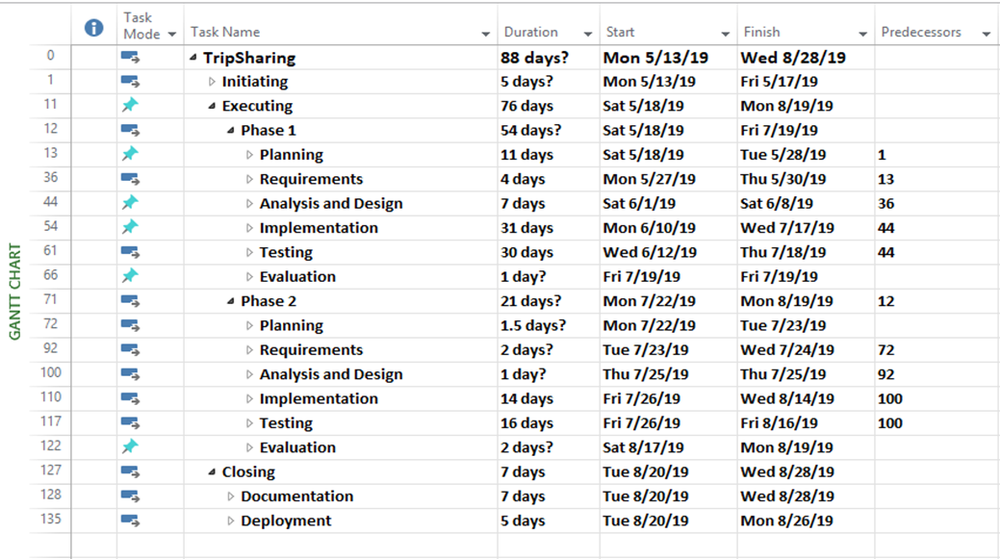 Task Mode Task Name Duration Start Finish Predecessors
0 TripSharing 88 days? Mon 5/13/19 Wed 8/28/19
1 Initiating 5 days? Mon 5/13/19 Fri 5/17/19
11 Executing 76 days Sat 5/18/19 Mon 8/19/19
12 Phase 1 54 days? Sat 5/18/19 Fri 7/19/19
13 Planning 11 days Sat 5/18/19 Tue 5/28/19 1
36 Requirements 4 days Mon 5/27/19 Thu 5/30/19 13
44 Analysis and Design 7 days Sat 6/1/19 Sat 6/8/19 36
54 Implementation 31 days Mon 6/10/19 Wed 7/17/19 44
61 Testing 30 days Wed 6/12/19 Thu 7/18/19 44
66 Evaluation 1 day? Fri 7/19/19 Fri 7/19/19
71 Phase 2 21 days? Mon 7/22/19 Mon 8/19/19 12
72 Planning 1.5 days? Mon 7/22/19 Tue 7/23/19
92 Requirements 2 days? Tue 7/23/19 Wed 7/24/19 72
100 Analysis and Design 1 day? Thu 7/25/19 Thu 7/25/19 92
110 Implementation 14 days Fri 7/26/19 Wed 8/14/19 100
117 Testing 16 days Fri 7/26/19 Fri 8/16/19 100
122 Evaluation 2 days? Sat 8/17/19 Mon 8/19/19
127 Closing 7 days Tue 8/20/19 Wed 8/28/19
128 Documentation 7 days Tue 8/20/19 Wed 8/28/19
135 Deployment 5 days Tue 8/20/19 Mon 8/26/19
GANTT CHART